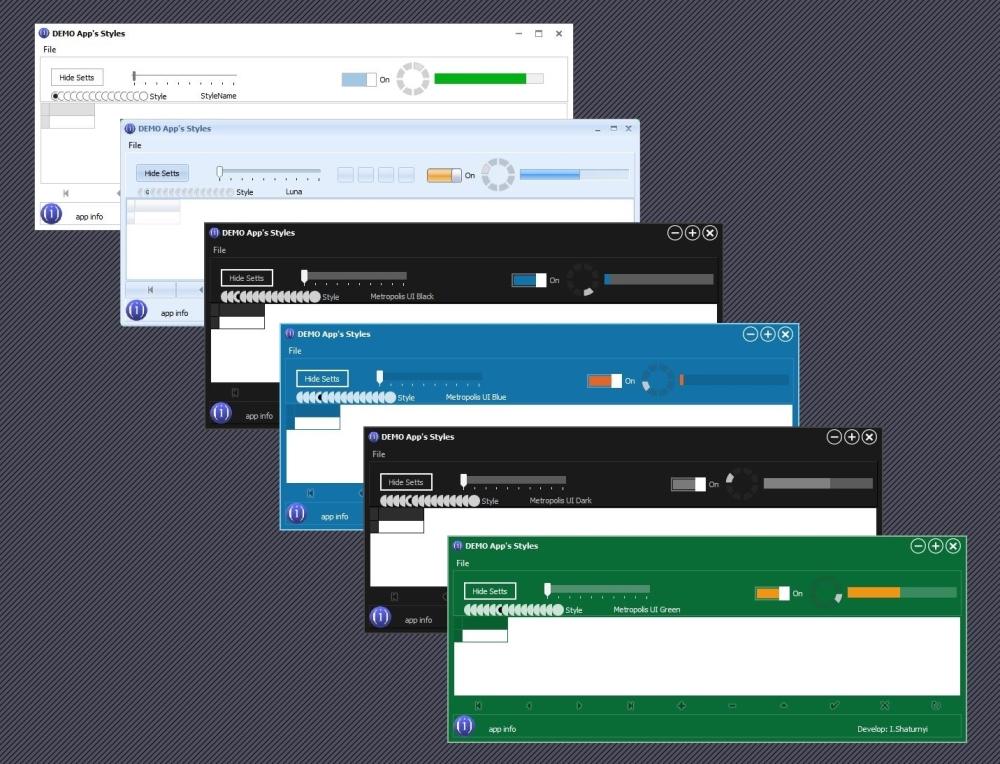 DEMO App's Styles
File
Hide Setts
On
Style StyleName
app info
DEMO App's Styles
File
Hide Setts
On
Style Luna
app info
DEMO App's Styles
File
Hide Setts
On
Style Metropolis UI Black
app info
DEMO App's Styles
File
Hide Setts
On
Style Metropolis UI Blue
app info
DEMO App's Styles
File
Hide Setts
On
Style Metropolis UI Dark
app info
DEMO App's Styles
File
Hide Setts
On
Style Metropolis UI Green
app info Develop: I.Shaturnyi